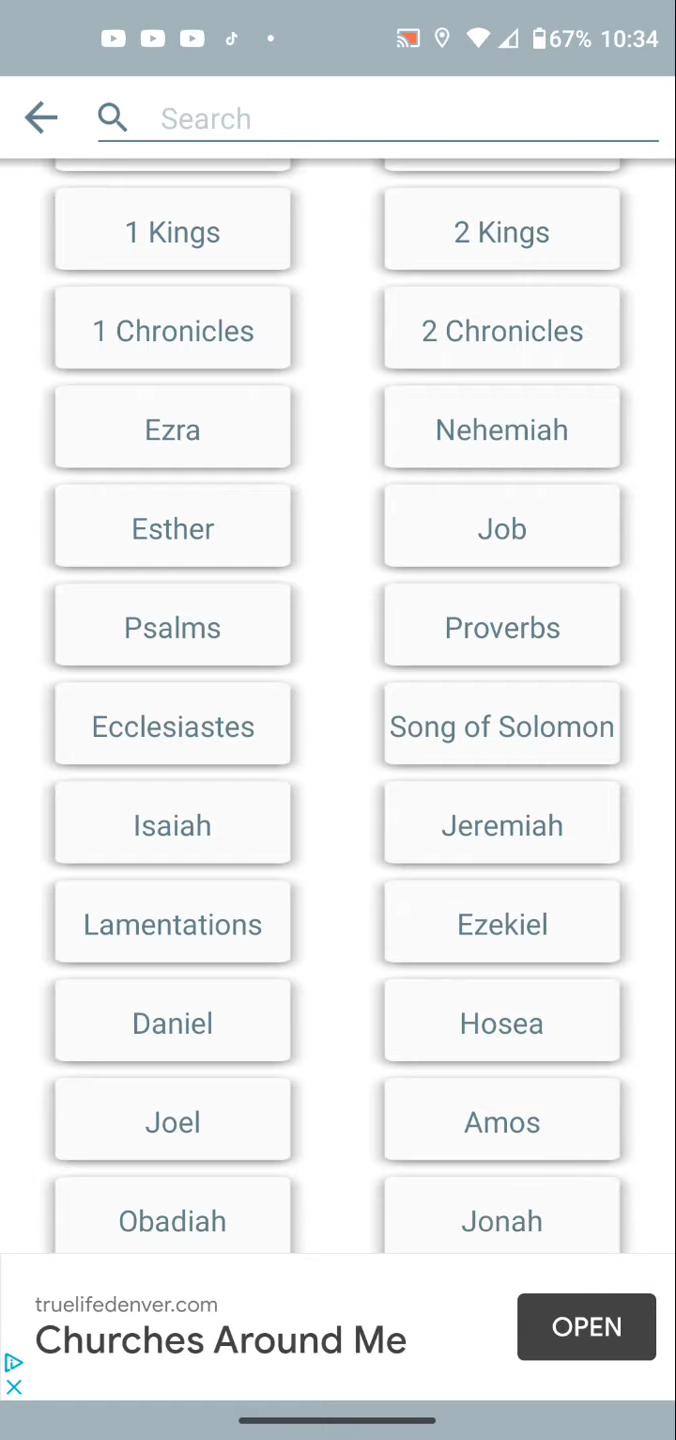 67% 10:34
Search
1 Kings 2 Kings
1 Chronicles 2 Chronicles
Ezra Nehemiah
Esther Job
Psalms Proverbs
Ecclesiastes Song of Solomon
Isaiah Jeremiah
Lamentations Ezekiel
Daniel Hosea
Joel Amos
Obadiah Jonah
truelifedenver.com
Churches Around Me
OPEN